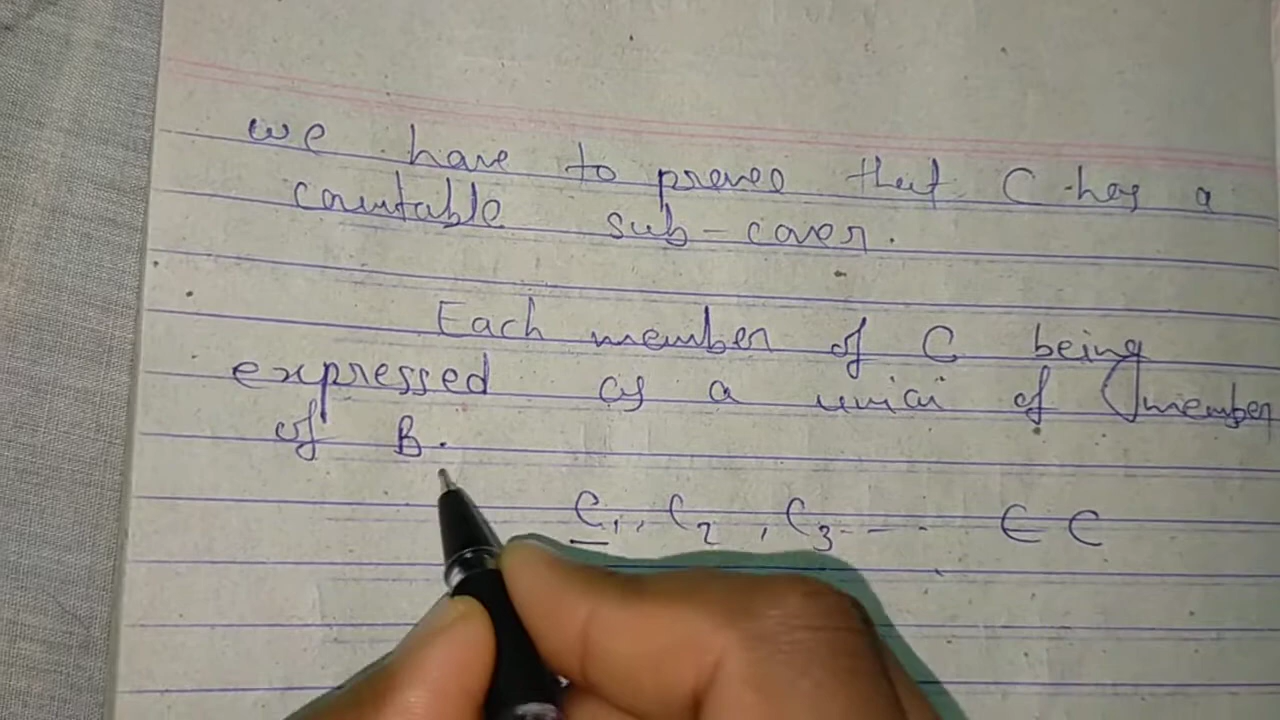 we have to proved that C has a
countable sub-cover.
Each member of C being
expressed as a union of member
of B.
C1, C2, C3--- ∈ C